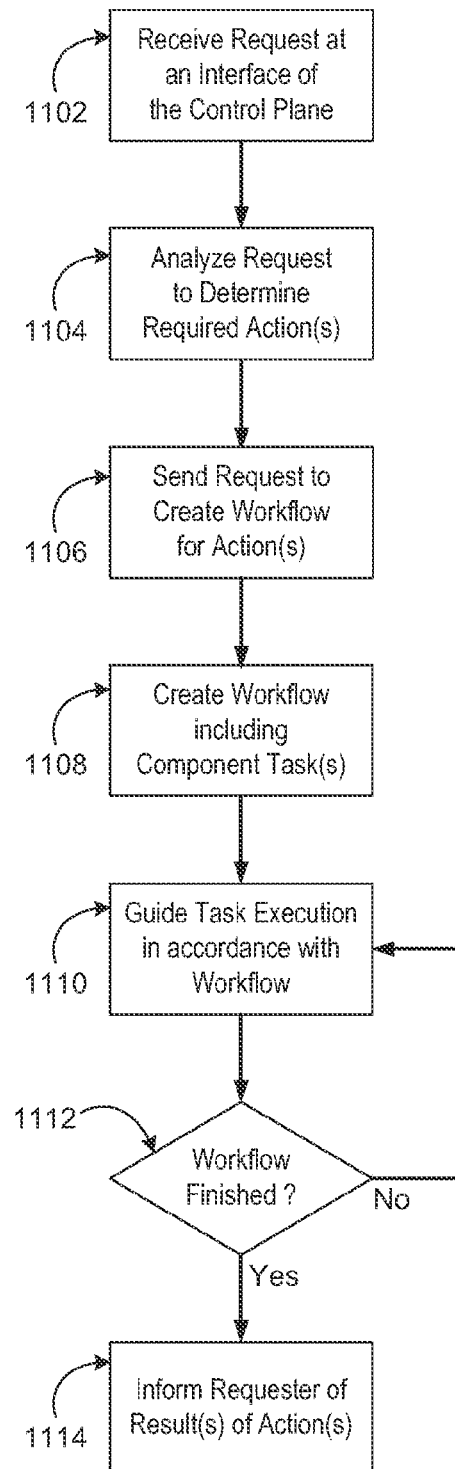 Receive Request at
an Interface of
the Control Plane
1102
Analyze Request
to Determine
Required Action(s)
1104
Send Request to
Create Workflow
for Action(s)
1106
Create Workflow
including
Component Task(s)
1108
Guide Task Execution
in accordance with
Workflow
1110
1112
Workflow
Finished ?
No
Yes
Inform Requester of
Result(s) of Action(s)
1114